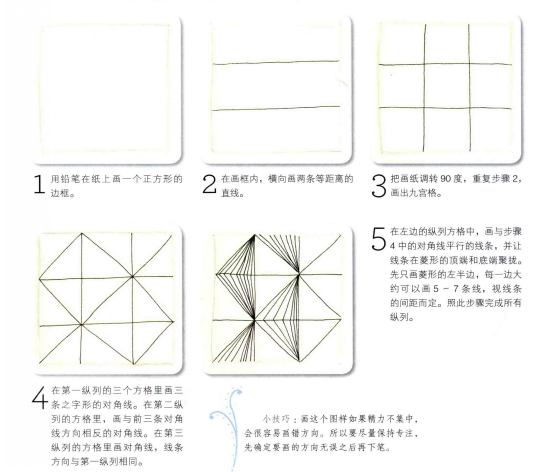 1 用铅笔在纸上画一个正方形的
边框。
2 在画框内，横向画两条等距离的
直线。
3 把画纸调转 90 度，重复步骤 2，
画出九宫格。
4 在第一纵列的三个方格里画三
条之字形的对角线。在第二纵
列的方格里，画与前三条对角
线方向相反的对角线。在第三
纵列的方格里画对角线，线条
方向与第一纵列相同。
5 在左边的纵列方格中，画与步骤
4 中的对角线平行的线条，并让
线条在菱形的顶端和底端聚拢。
先只画菱形的左半边，每一边大
约可以画 5 － 7 条线，视线条
的间距而定。照此步骤完成所有
纵列。
小技巧：画这个图样如果精力不集中，
会很容易画错方向。所以要尽量保持专注，
先确定要画的方向无误之后再下笔。